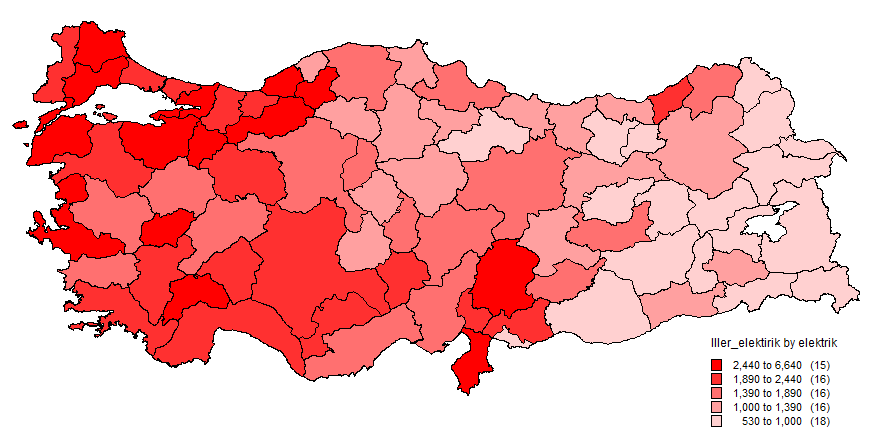 Iller_elektirik by elektrik
2,440 to 6,640 (15)
1,890 to 2,440 (16)
1,390 to 1,890 (16)
1,000 to 1,390 (16)
530 to 1,000 (18)